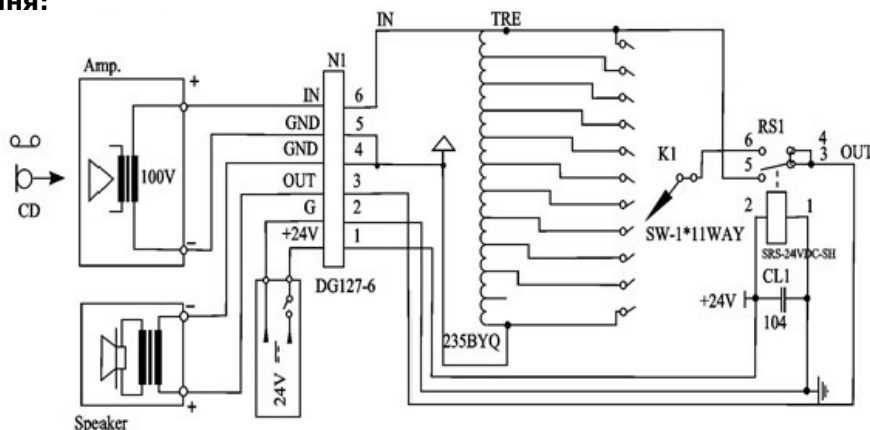 ня:
IN
TRE
Amp.
+
N1
IN
6
GND
5
GND
4
OUT
3
G
2
+24V
1
100V
CD
−
DG127-6
K1
SW-1*11WAY
RS1
6
5
4
3
OUT
2
1
SRS-24VDC-SH
CL1
+24V
104
235BYQ
24V
−
+
Speaker